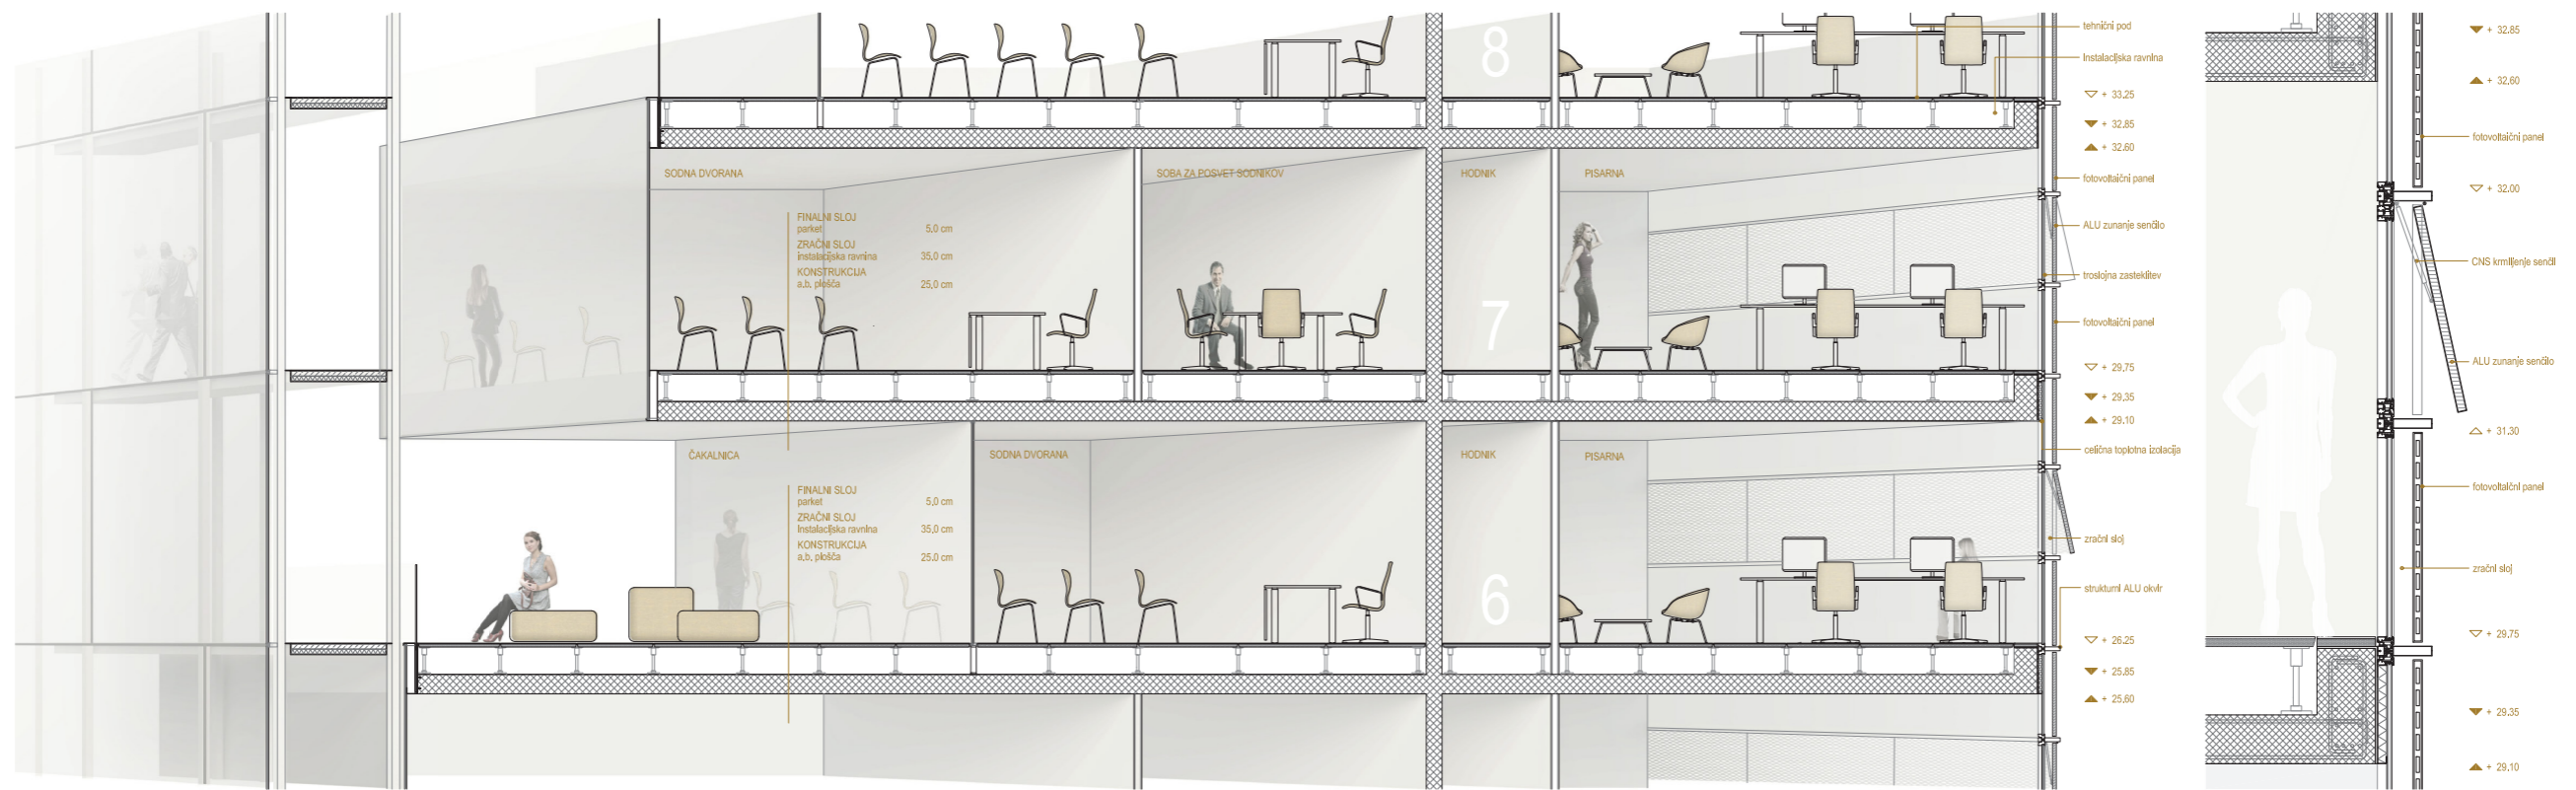 8
tehnični pod
Instalacijska ravnina
+ 33.25
+ 32.85
+ 32.60
SODNA DVORANA
SOBA ZA POSVET SODNIKOV
HODNIK
PISARNA
fotovoltaični panel
FINALNI SLOJ
parket 5,0 cm
ZRAČNI SLOJ
instalacijska ravnina 35,0 cm
KONSTRUKCIJA
a.b. plošča 25,0 cm
ALU zunanje senčilo
troslojna zasteklitev
7
fotovoltaični panel
+ 29,75
+ 29,35
+ 29.10
ČAKALNICA
SODNA DVORANA
HODNIK
PISARNA
celična toplotna izolacija
FINALNI SLOJ
parket 5,0 cm
ZRAČNI SLOJ
Instalacijska ravnina 35,0 cm
KONSTRUKCIJA
a.b. plošča 25.0 cm
zračni sloj
6
strukturni ALU okvir
+ 26.25
+ 25,85
+ 25,60
+ 32.85
+ 32,60
fotovoltaični panel
+ 32.00
CNS krmiljenje senčil
ALU zunanje senčilo
+ 31.30
fotovoltaični panel
zračni sloj
+ 29,75
+ 29.35
+ 29,10